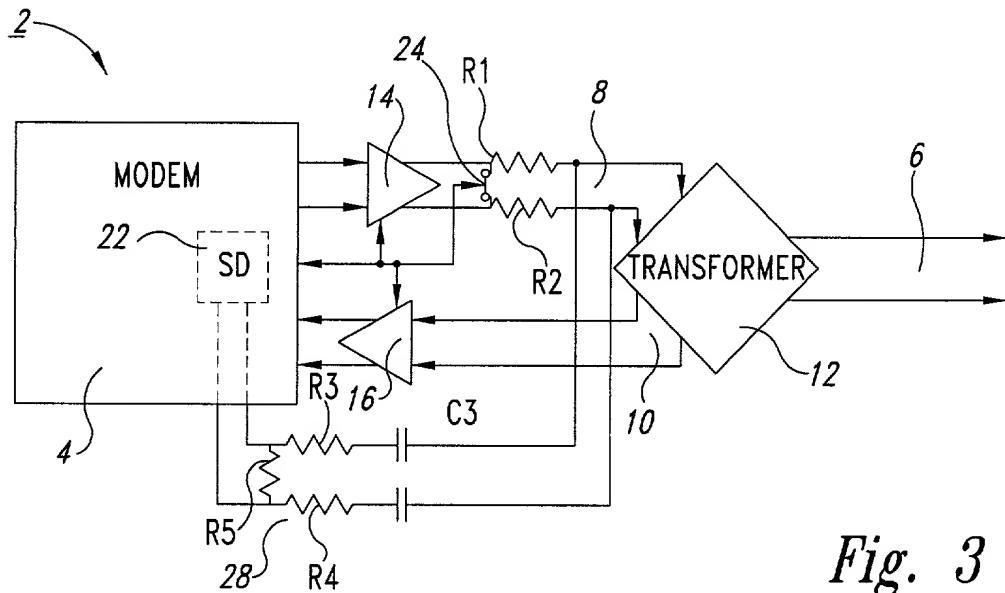 2
24
R1
8
14
6
MODEM
22
SD
R2
TRANSFORMER
16
10
12
4
R3
C3
R5
28
R4
Fig. 3